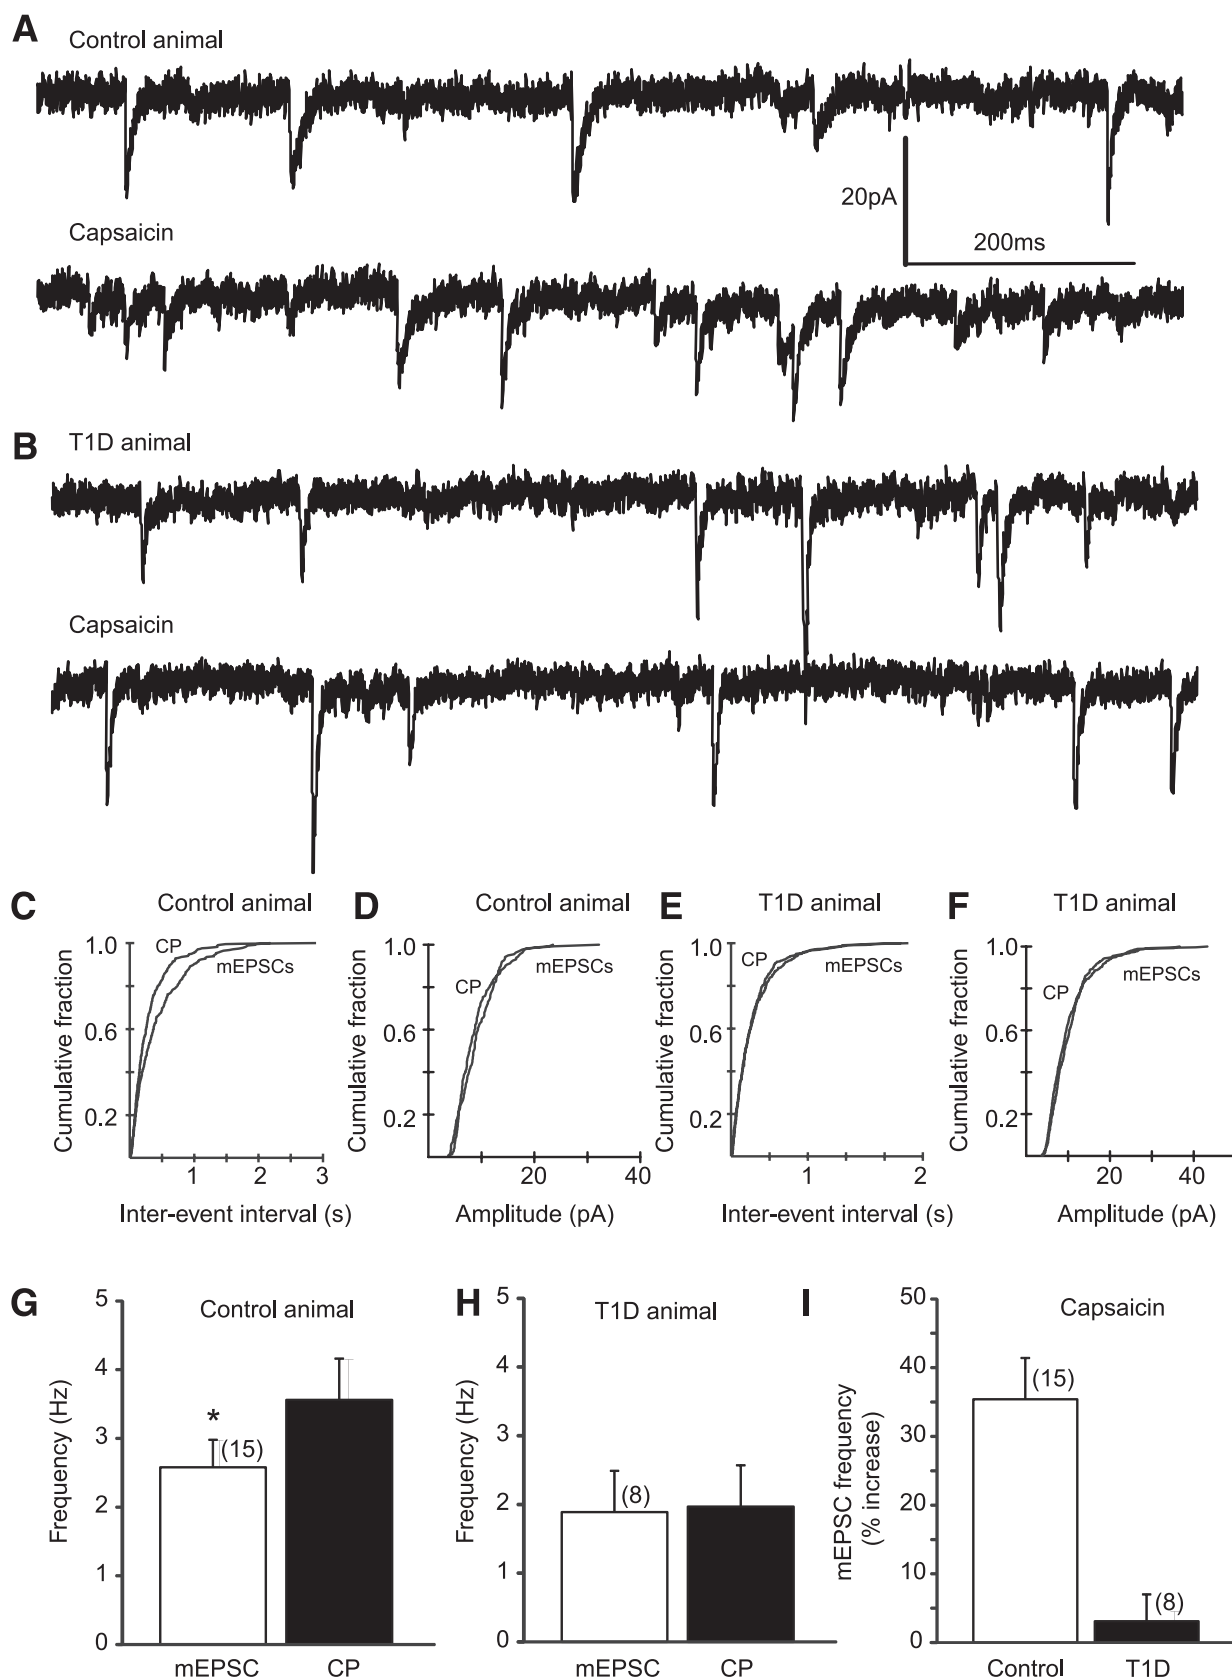 A
Control animal
20pA
200ms
Capsaicin
B
T1D animal
Capsaicin
C
Control animal
1.0
0.6
0.2
CP
mEPSCs
Cumulative fraction
1
2
3
Inter-event interval (s)
D
Control animal
1.0
0.6
0.2
CP
mEPSCs
Cumulative fraction
20
40
Amplitude (pA)
E
T1D animal
1.0
0.6
0.2
CP
mEPSCs
Cumulative fraction
1
2
Inter-event interval (s)
F
T1D animal
1.0
0.6
0.2
CP
mEPSCs
Cumulative fraction
20
40
Amplitude (pA)
G
Control animal
5
4
3
2
1
0
Frequency (Hz)
*
(15)
mEPSC
CP
H
T1D animal
5
4
3
2
1
0
Frequency (Hz)
(8)
mEPSC
CP
I
Capsaicin
50
40
30
20
10
0
mEPSC frequency
(% increase)
(15)
(8)
Control
T1D